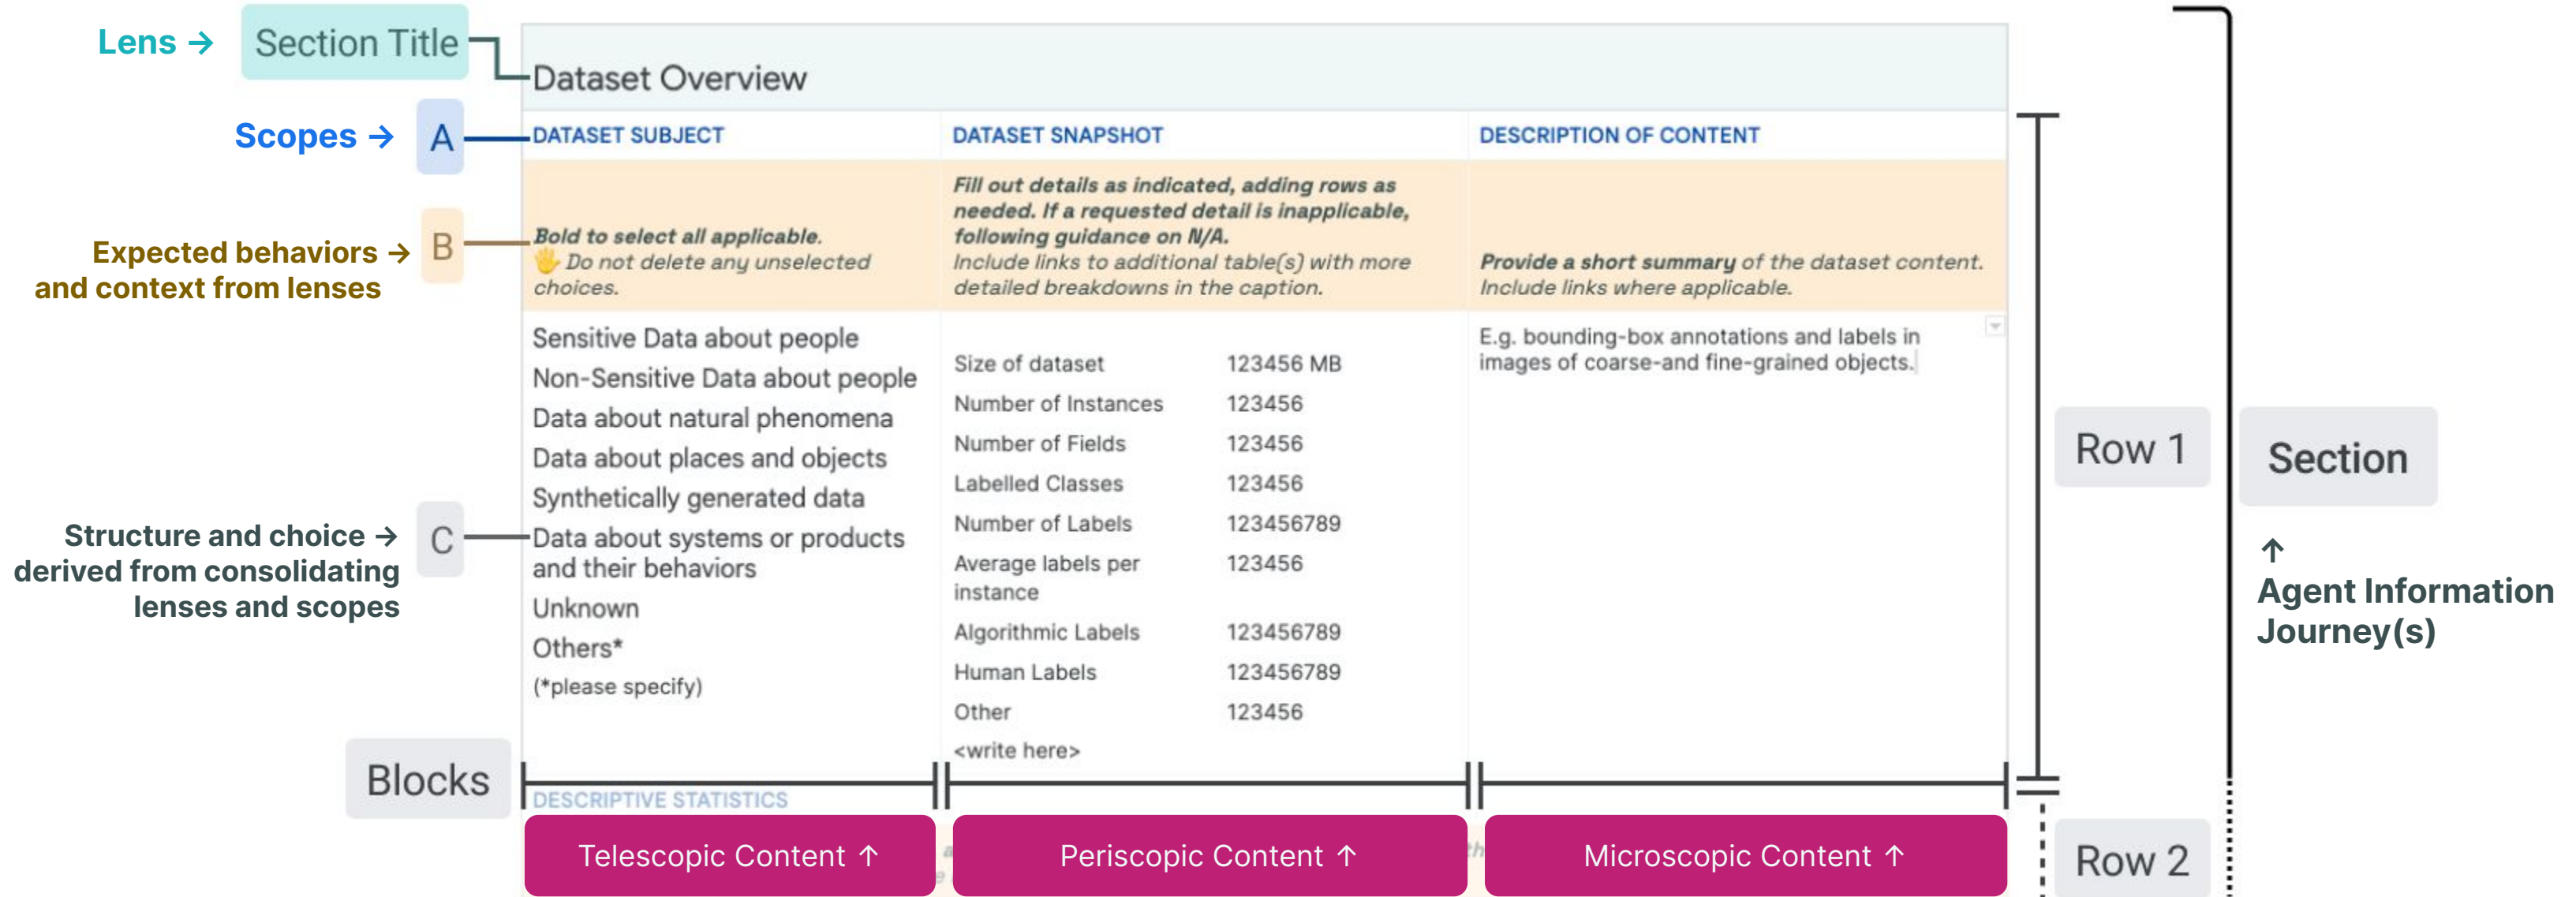 Lens →
Section Title
Dataset Overview
Scopes →
A
DATASET SUBJECT
DATASET SNAPSHOT
DESCRIPTION OF CONTENT
Expected behaviors →
and context from lenses
B
Bold to select all applicable.
🖐 Do not delete any unselected
choices.
Fill out details as indicated, adding rows as
needed. If a requested detail is inapplicable,
following guidance on N/A.
Include links to additional table(s) with more
detailed breakdowns in the caption.
Provide a short summary of the dataset content.
Include links where applicable.
Structure and choice →
derived from consolidating
lenses and scopes
C
Sensitive Data about people
Non-Sensitive Data about people
Data about natural phenomena
Data about places and objects
Synthetically generated data
Data about systems or products
and their behaviors
Unknown
Others*
(*please specify)
Size of dataset 123456 MB
Number of Instances 123456
Number of Fields 123456
Labelled Classes 123456
Number of Labels 123456789
Average labels per 123456
instance
Algorithmic Labels 123456789
Human Labels 123456789
Other 123456
<write here>
E.g. bounding-box annotations and labels in
images of coarse-and fine-grained objects.
Row 1
Section
↑
Agent Information
Journey(s)
Blocks
DESCRIPTIVE STATISTICS
Telescopic Content ↑
Periscopic Content ↑
Microscopic Content ↑
Row 2